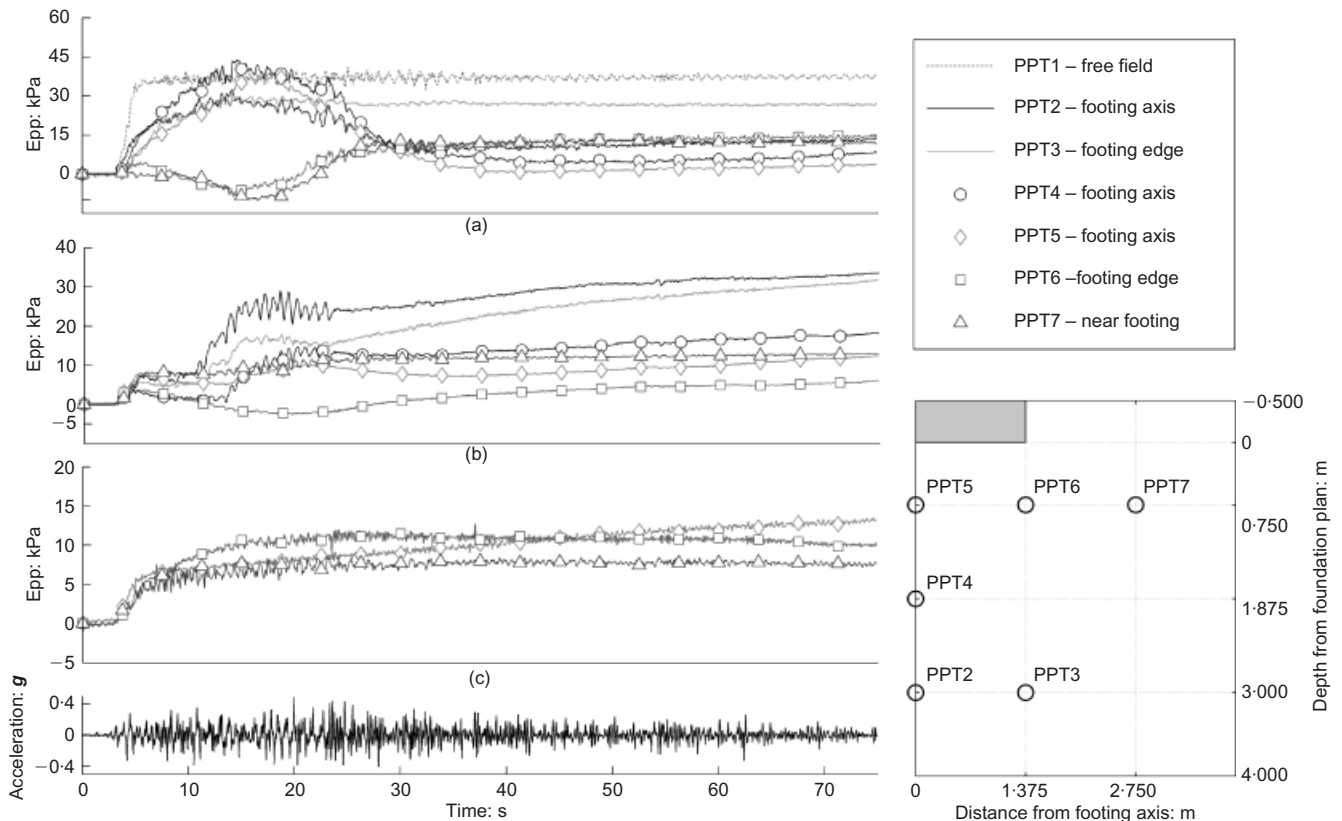 60
45
30
15
0
Epp: kPa
(a)
40
30
20
10
0
−5
Epp: kPa
(b)
20
15
10
5
0
−5
Epp: kPa
(c)
0·4
0
−0·4
Acceleration: g
0 10 20 30 40 50 60 70
Time: s
PPT1 – free field
PPT2 – footing axis
PPT3 – footing edge
PPT4 – footing axis
PPT5 – footing axis
PPT6 –footing edge
PPT7 – near footing
−0·500
0
PPT5 PPT6 PPT7
0·750
PPT4
1·875
PPT2 PPT3
3·000
4·000
Depth from foundation plan: m
0 1·375 2·750
Distance from footing axis: m